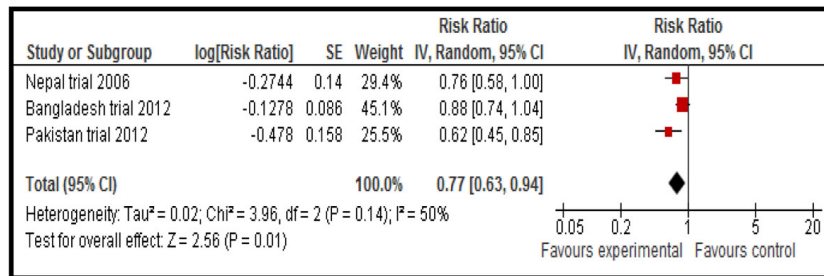 Risk Ratio Risk Ratio
Study or Subgroup log[Risk Ratio] SE Weight IV, Random, 95% CI IV, Random, 95% CI
Nepal trial 2006 -0.2744 0.14 29.4% 0.76 [0.58, 1.00]
Bangladesh trial 2012 -0.1278 0.086 45.1% 0.88 [0.74, 1.04]
Pakistan trial 2012 -0.478 0.158 25.5% 0.62 [0.45, 0.85]
Total (95% CI) 100.0% 0.77 [0.63, 0.94]
Heterogeneity: Tau² = 0.02; Chi² = 3.96, df = 2 (P = 0.14); I² = 50%
Test for overall effect: Z = 2.56 (P = 0.01)
0.05 0.2 1 5 20
Favours experimental Favours control